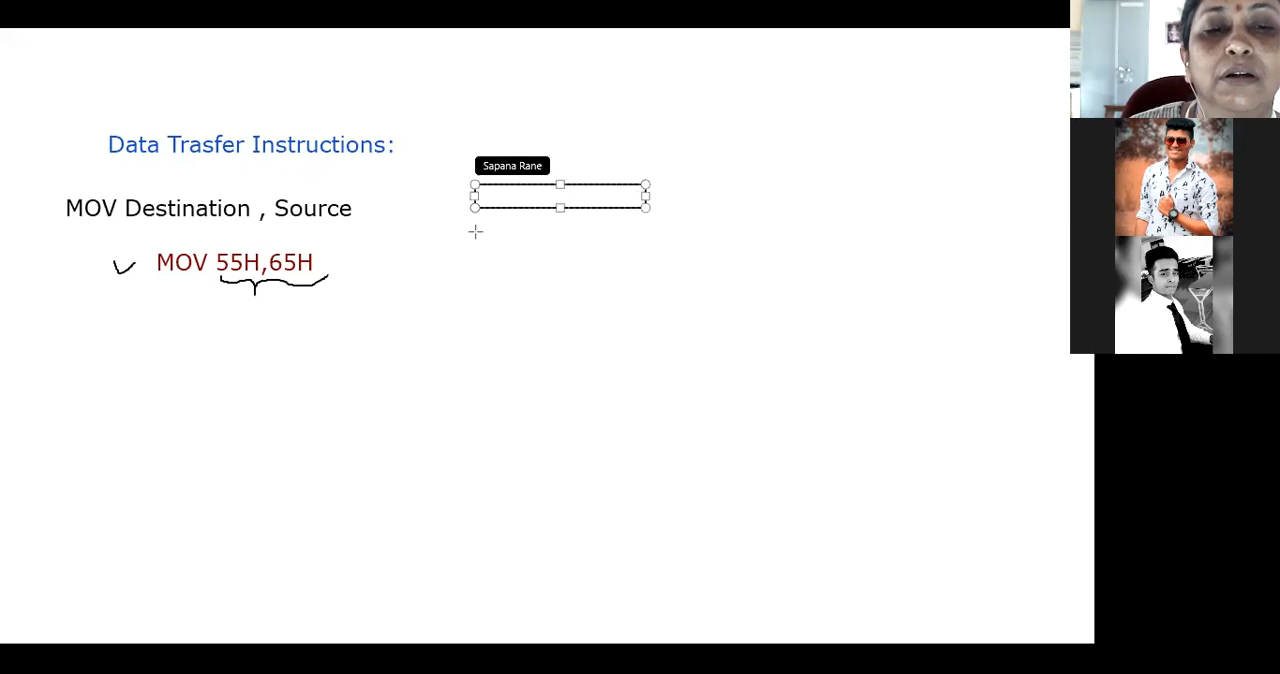 Data Trasfer Instructions:
Sapana Rane
MOV Destination , Source
MOV 55H,65H